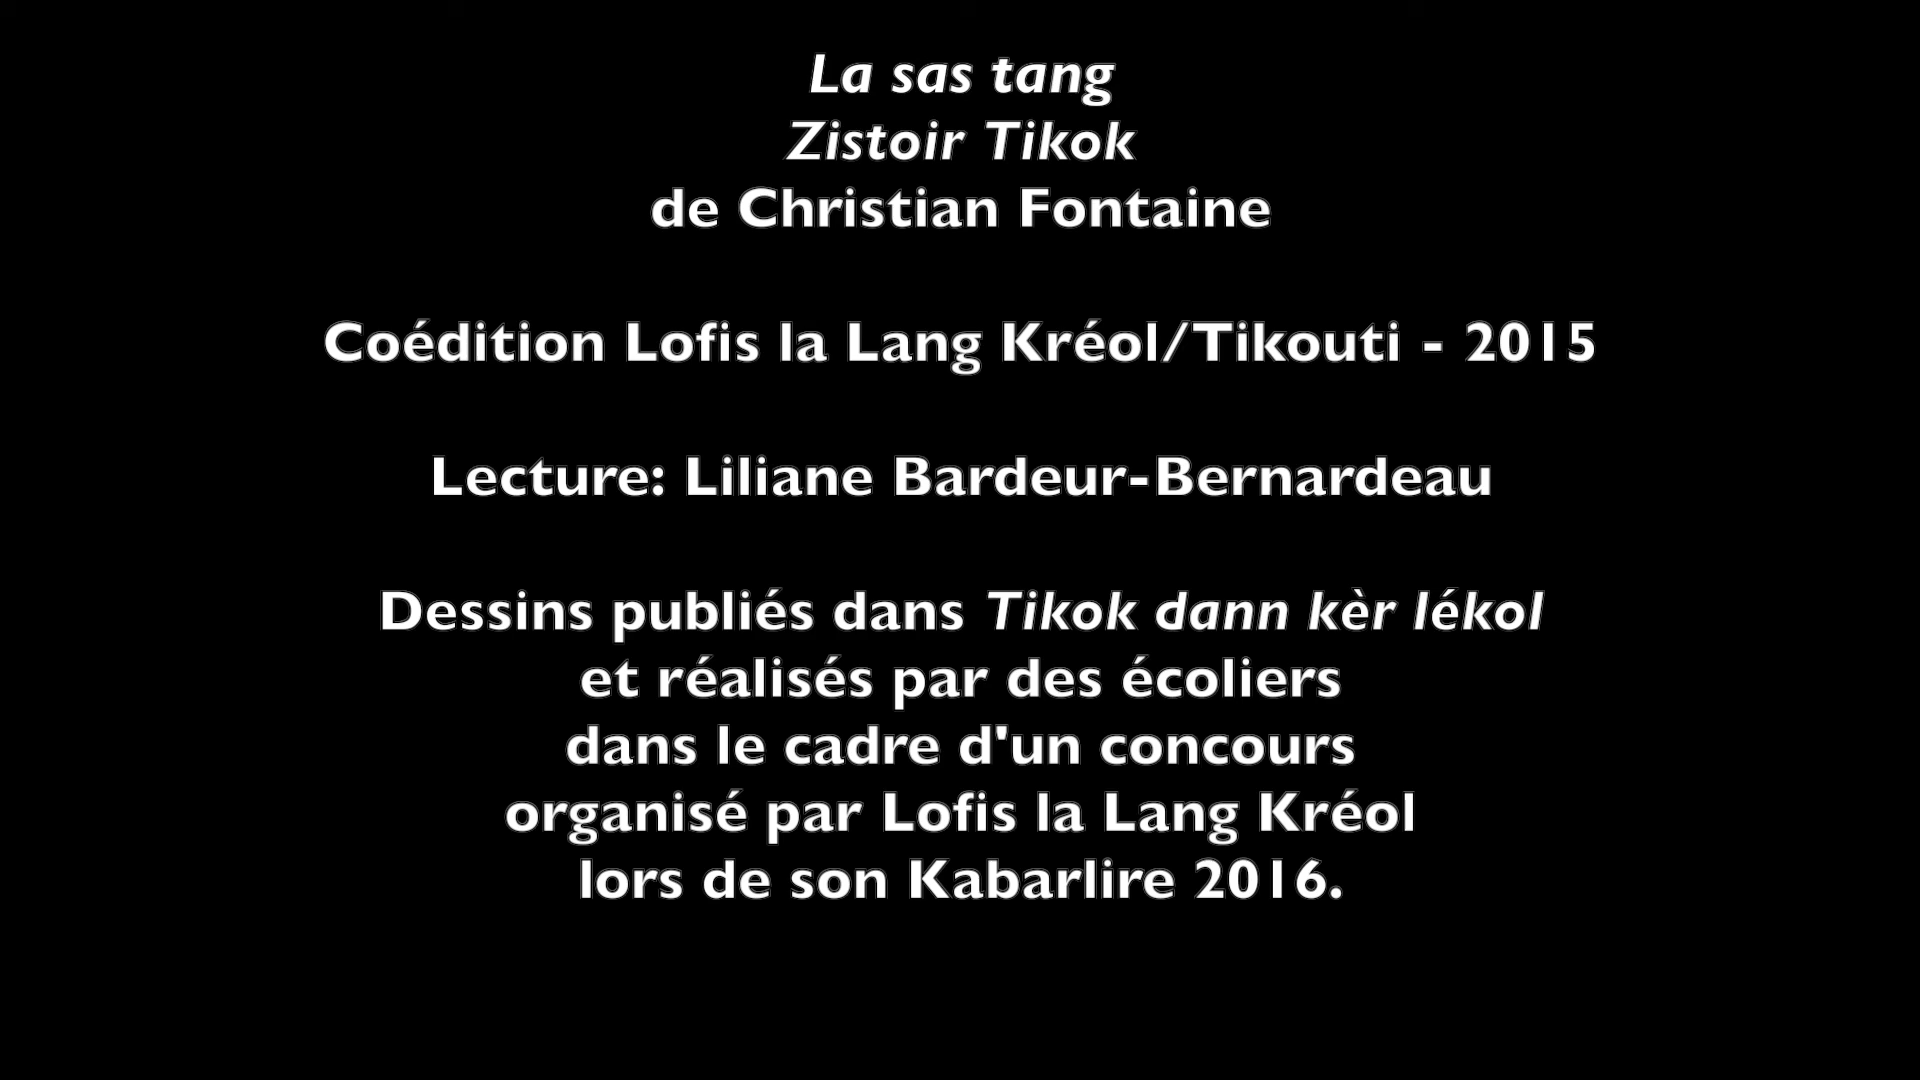 La sas tang
Zistoir Tikok
de Christian Fontaine
Coédition Lofis la Lang Kréol/Tikouti - 2015
Lecture: Liliane Bardeur-Bernardeau
Dessins publiés dans Tikok dann kèr lékol
et réalisés par des écoliers
dans le cadre d'un concours
organisé par Lofis la Lang Kréol
lors de son Kabarlire 2016.